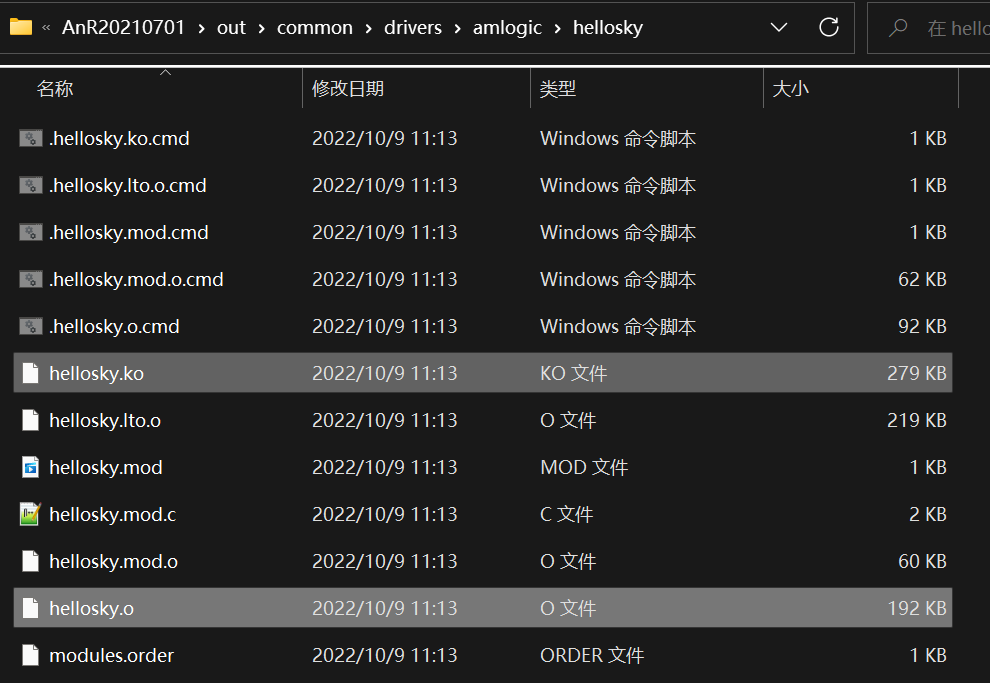 « AnR20210701 › out › common › drivers › amlogic › hellosky 在 hello
名称 修改日期 类型 大小
.hellosky.ko.cmd 2022/10/9 11:13 Windows 命令脚本 1 KB
.hellosky.lto.o.cmd 2022/10/9 11:13 Windows 命令脚本 1 KB
.hellosky.mod.cmd 2022/10/9 11:13 Windows 命令脚本 1 KB
.hellosky.mod.o.cmd 2022/10/9 11:13 Windows 命令脚本 62 KB
.hellosky.o.cmd 2022/10/9 11:13 Windows 命令脚本 92 KB
hellosky.ko 2022/10/9 11:13 KO 文件 279 KB
hellosky.lto.o 2022/10/9 11:13 O 文件 219 KB
hellosky.mod 2022/10/9 11:13 MOD 文件 1 KB
hellosky.mod.c 2022/10/9 11:13 C 文件 2 KB
hellosky.mod.o 2022/10/9 11:13 O 文件 60 KB
hellosky.o 2022/10/9 11:13 O 文件 192 KB
modules.order 2022/10/9 11:13 ORDER 文件 1 KB